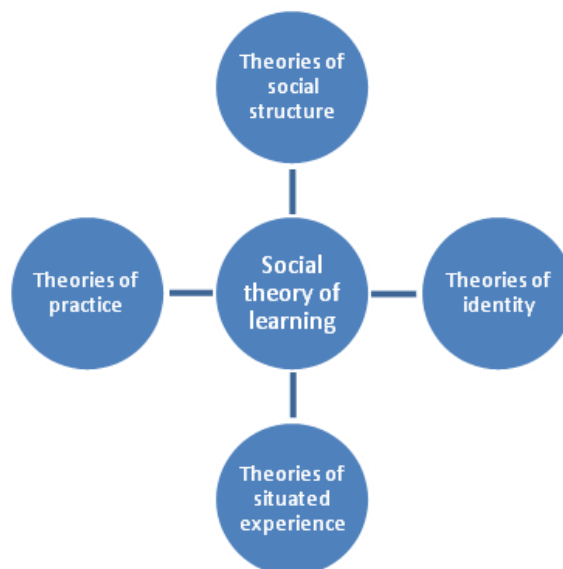 Theories of
social
structure
Theories of
practice
Social
theory of
learning
Theories of
identity
Theories of
situated
experience